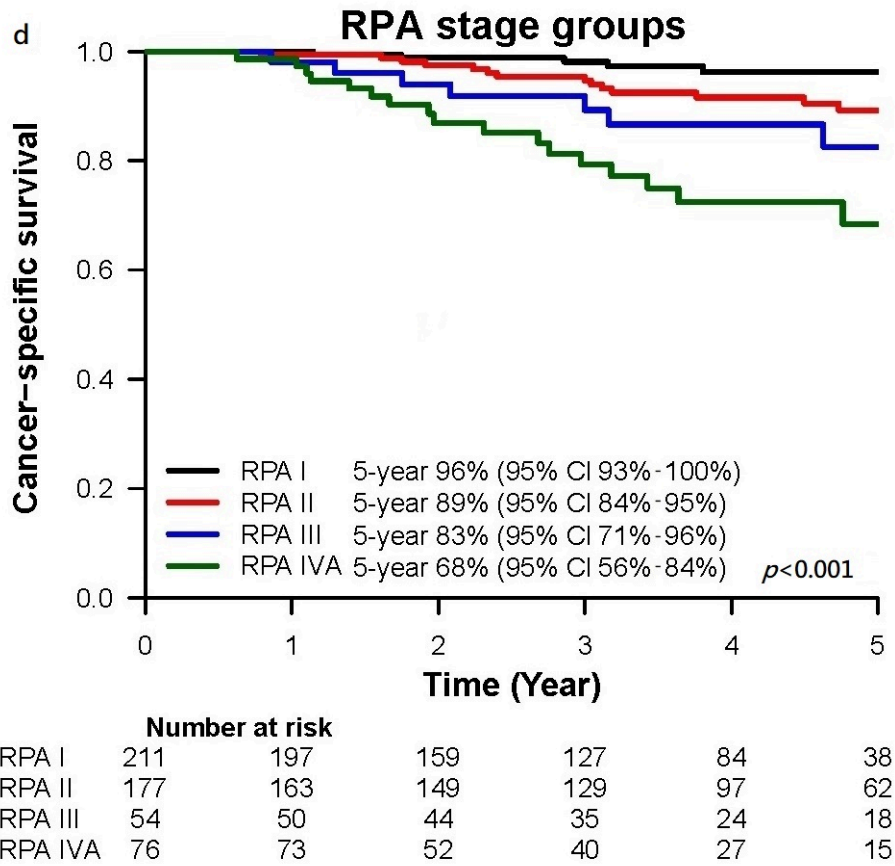 d
RPA stage groups
Cancer-specific survival
1.0
0.8
0.6
0.4
0.2
0.0
RPA I 5-year 96% (95% CI 93%-100%)
RPA II 5-year 89% (95% CI 84%-95%)
RPA III 5-year 83% (95% CI 71%-96%)
RPA IVA 5-year 68% (95% CI 56%-84%)
p<0.001
0 1 2 3 4 5
Time (Year)
Number at risk
RPA I 211 197 159 127 84 38
RPA II 177 163 149 129 97 62
RPA III 54 50 44 35 24 18
RPA IVA 76 73 52 40 27 15